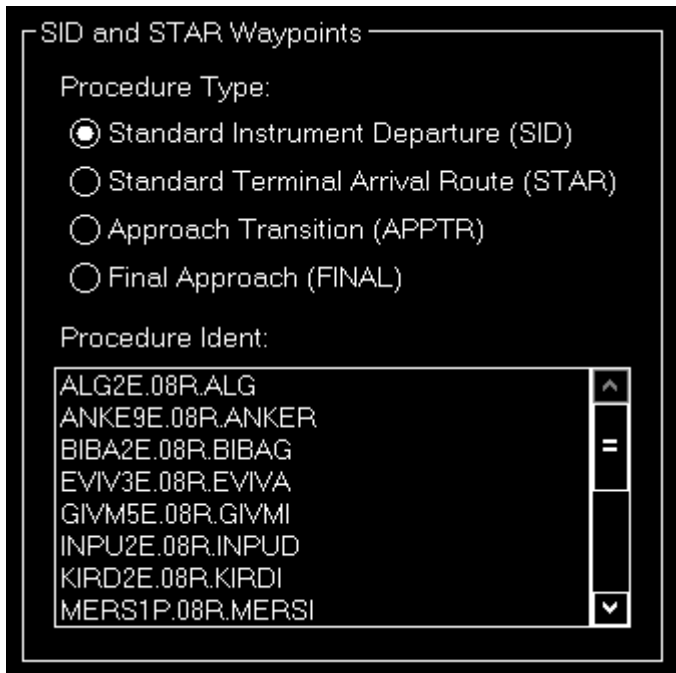 SID and STAR Waypoints
Procedure Type:
Standard Instrument Departure (SID)
Standard Terminal Arrival Route (STAR)
Approach Transition (APPTR)
Final Approach (FINAL)
Procedure Ident:
ALG2E.08R.ALG
ANKE9E.08R.ANKER
BIBA2E.08R.BIBAG
EVIV3E.08R.EVIVA
GIVM5E.08R.GIVMI
INPU2E.08R.INPUD
KIRD2E.08R.KIRDI
MERS1P.08R.MERSI